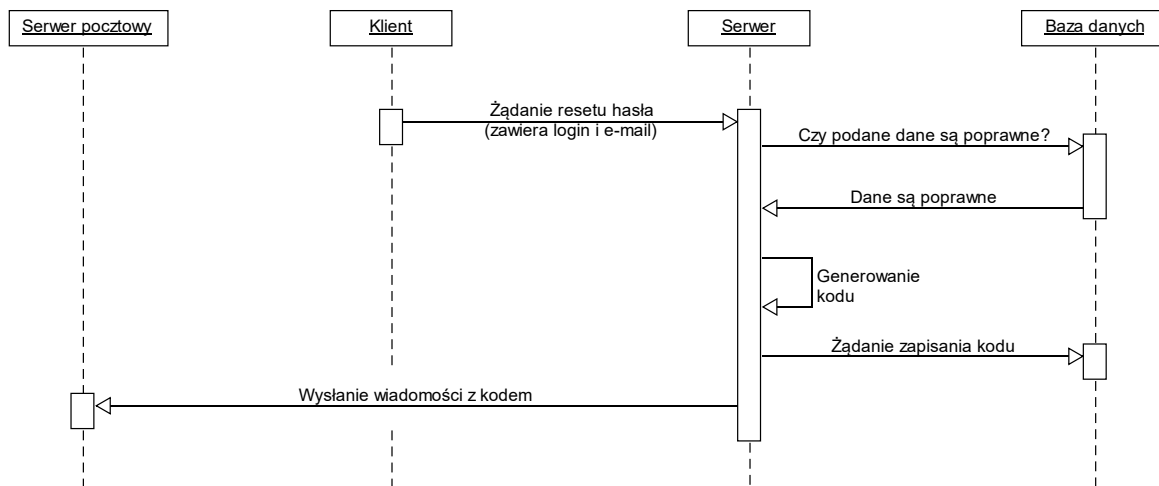 Serwer pocztowy
Klient
Serwer
Baza danych
Żądanie resetu hasła
(zawiera login i e-mail)
Czy podane dane są poprawne?
Dane są poprawne
Generowanie
kodu
Żądanie zapisania kodu
Wysłanie wiadomości z kodem